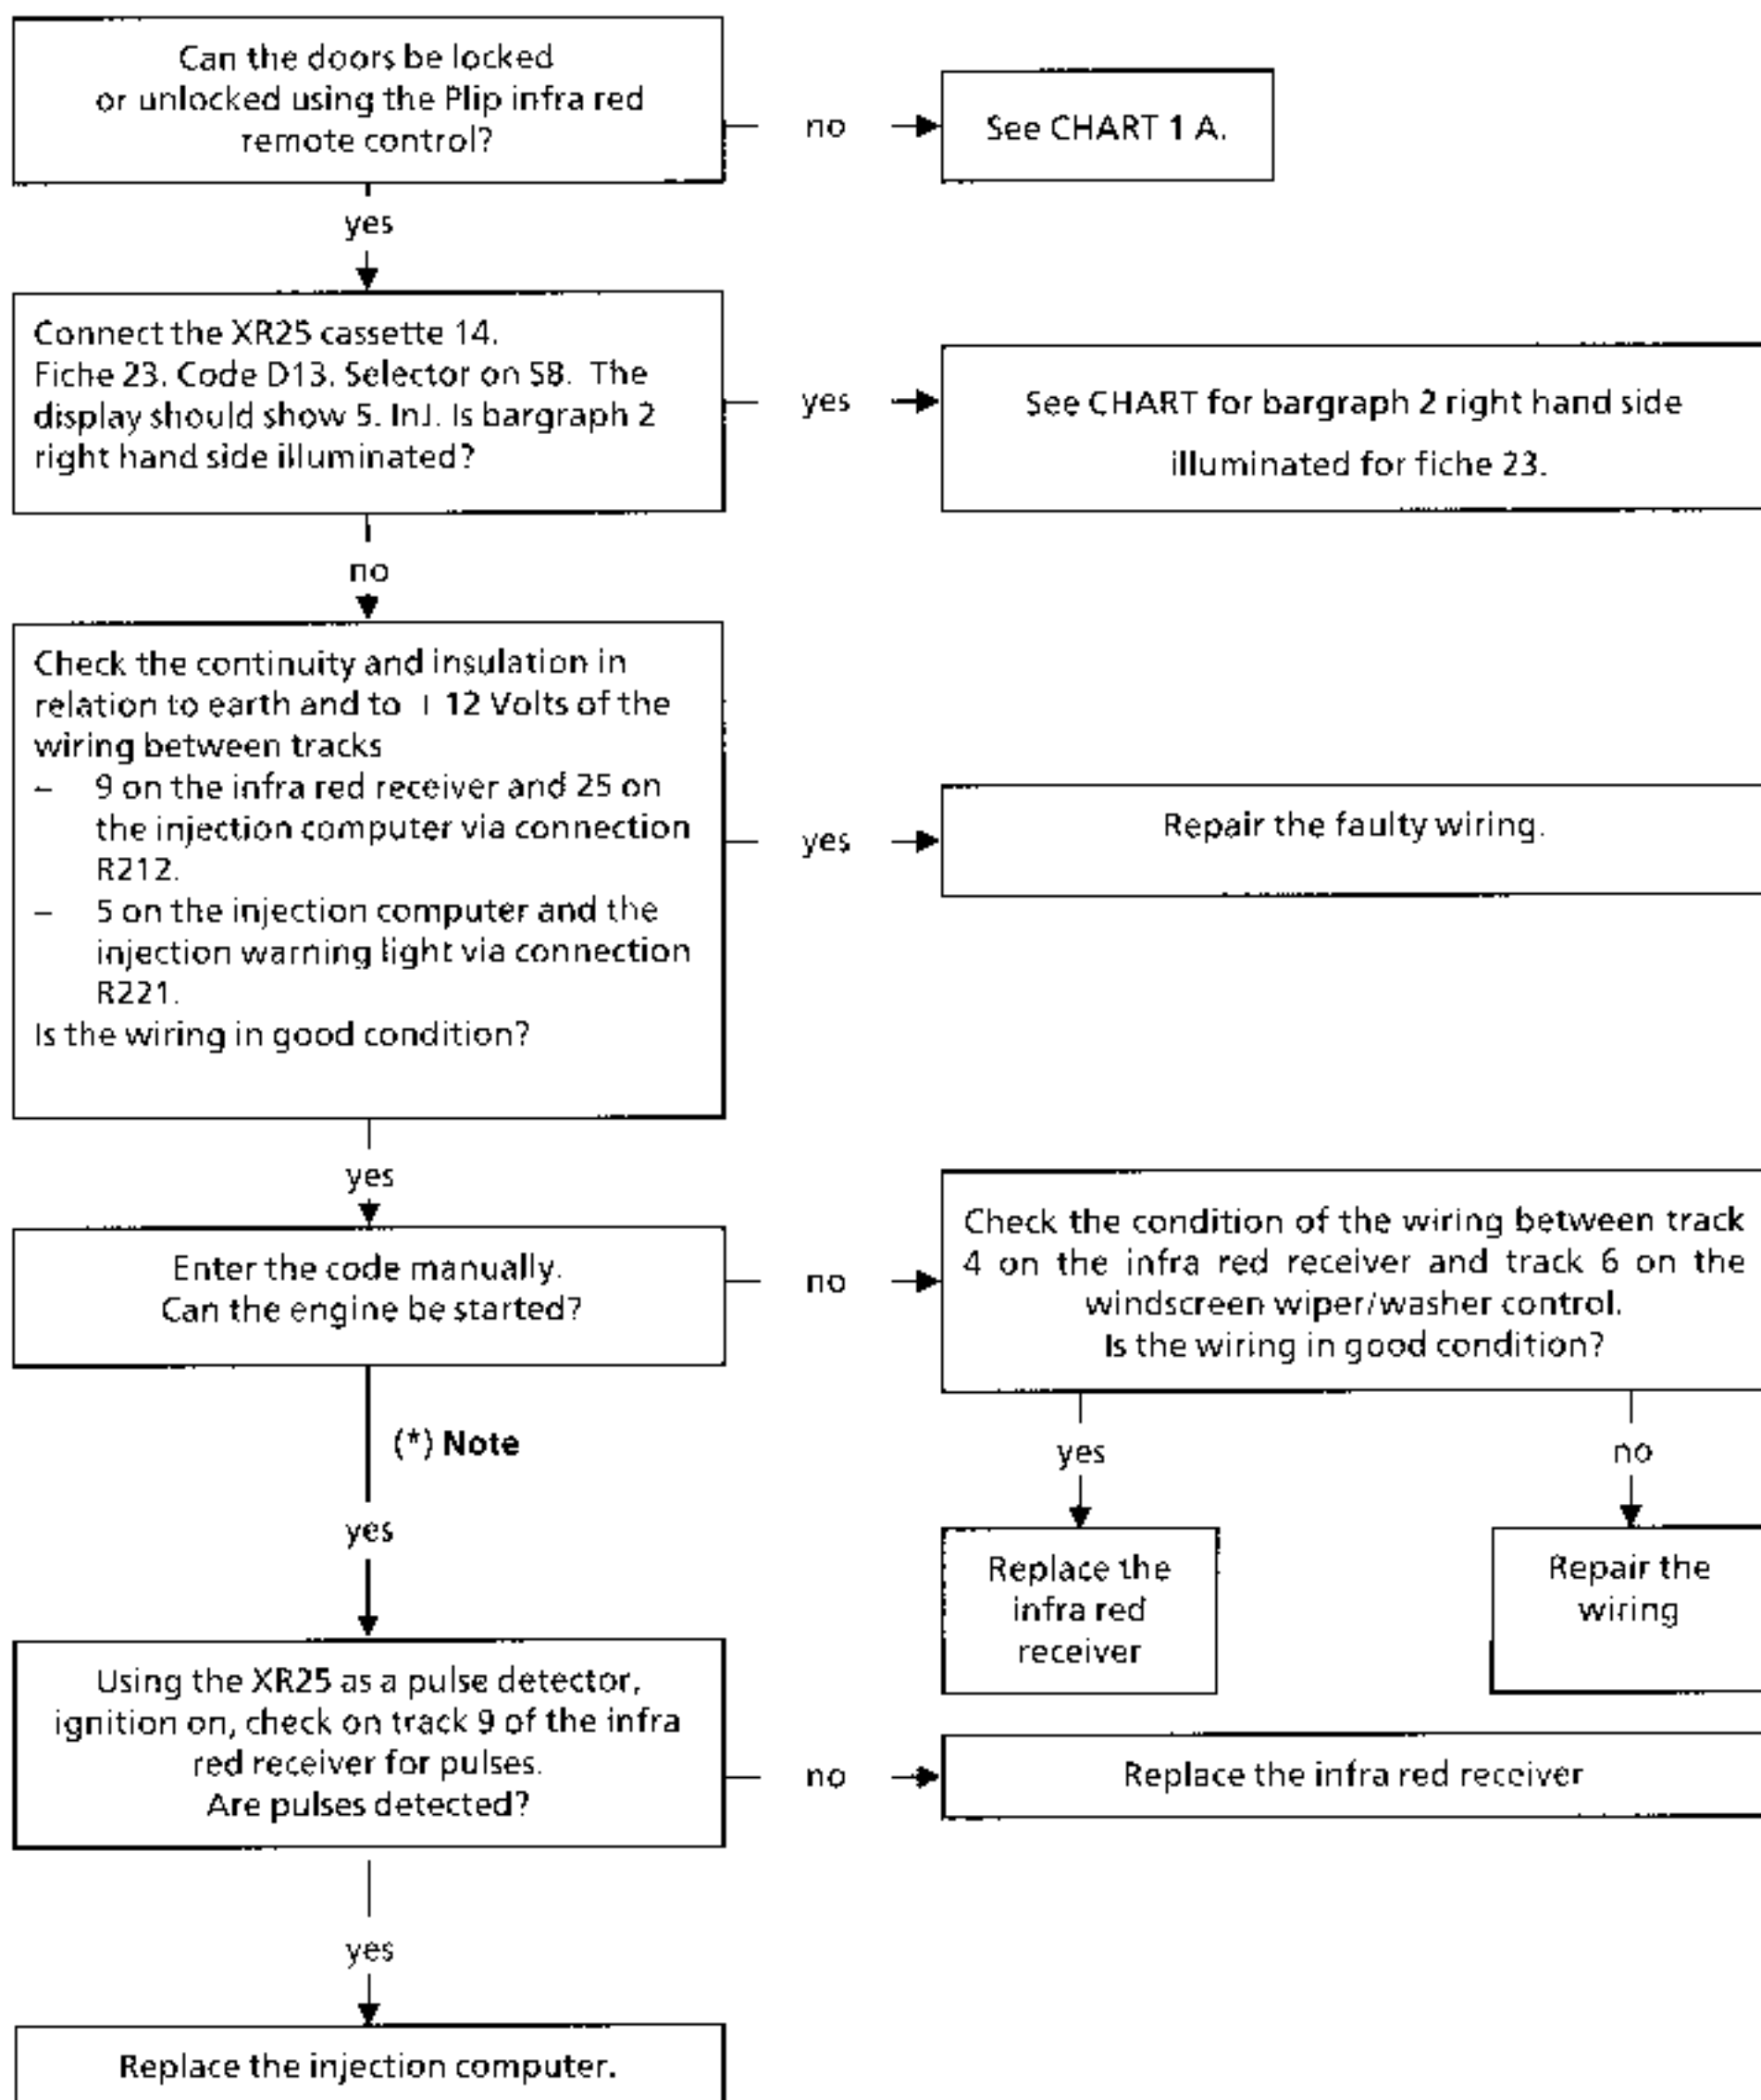 Can the doors be locked
or unlocked using the Plip infra red
remote control?
no
See CHART 1 A.
yes
Connect the XR25 cassette 14.
Fiche 23. Code D13. Selector on S8. The
display should show 5. InJ. Is bargraph 2
right hand side illuminated?
yes
See CHART for bargraph 2 right hand side
illuminated for fiche 23.
no
Check the continuity and insulation in
relation to earth and to + 12 Volts of the
wiring between tracks
– 9 on the infra red receiver and 25 on
the injection computer via connection
R212.
– 5 on the injection computer and the
injection warning light via connection
R221.
Is the wiring in good condition?
yes
Repair the faulty wiring.
yes
Enter the code manually.
Can the engine be started?
no
Check the condition of the wiring between track
4 on the infra red receiver and track 6 on the
windscreen wiper/washer control.
Is the wiring in good condition?
(*) Note
yes
no
yes
Replace the
infra red
receiver
Repair the
wiring
Using the XR25 as a pulse detector,
ignition on, check on track 9 of the infra
red receiver for pulses.
Are pulses detected?
no
Replace the infra red receiver
yes
Replace the injection computer.